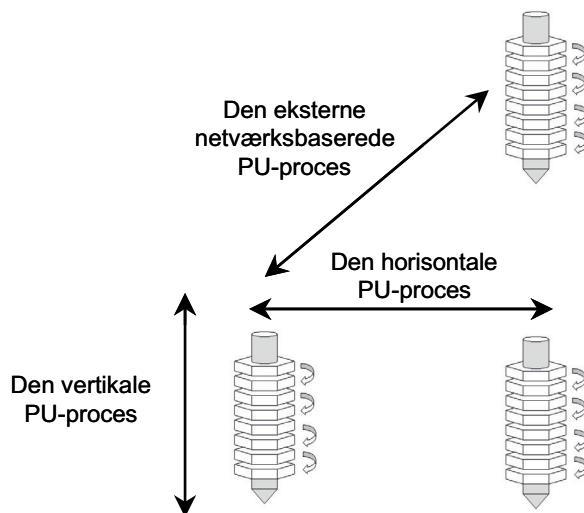 Den eksterne
netværksbaserede
PU-proces
Den horisontale
PU-proces
Den vertikale
PU-proces